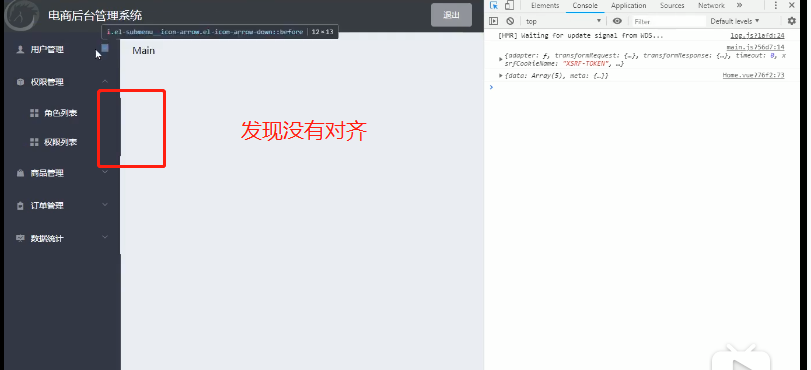 电商后台管理系统
退出
i.el-submenu__icon-arrow.el-icon-arrow-down::before | 12×13
用户管理
Main
权限管理
角色列表
权限列表
商品管理
订单管理
数据统计
发现没有对齐
Elements Console Application Sources Network »
top Filter Default levels ▼
[HMR] Waiting for update signal from WDS... log.js?1afd:24
main.js?56d7:14
{adapter: ƒ, transformRequest: {…}, transformResponse: {…}, timeout: 0, x
srfCookieName: "XSRF-TOKEN", …}
{data: Array(5), meta: {…}} Home.vue?76f2:73